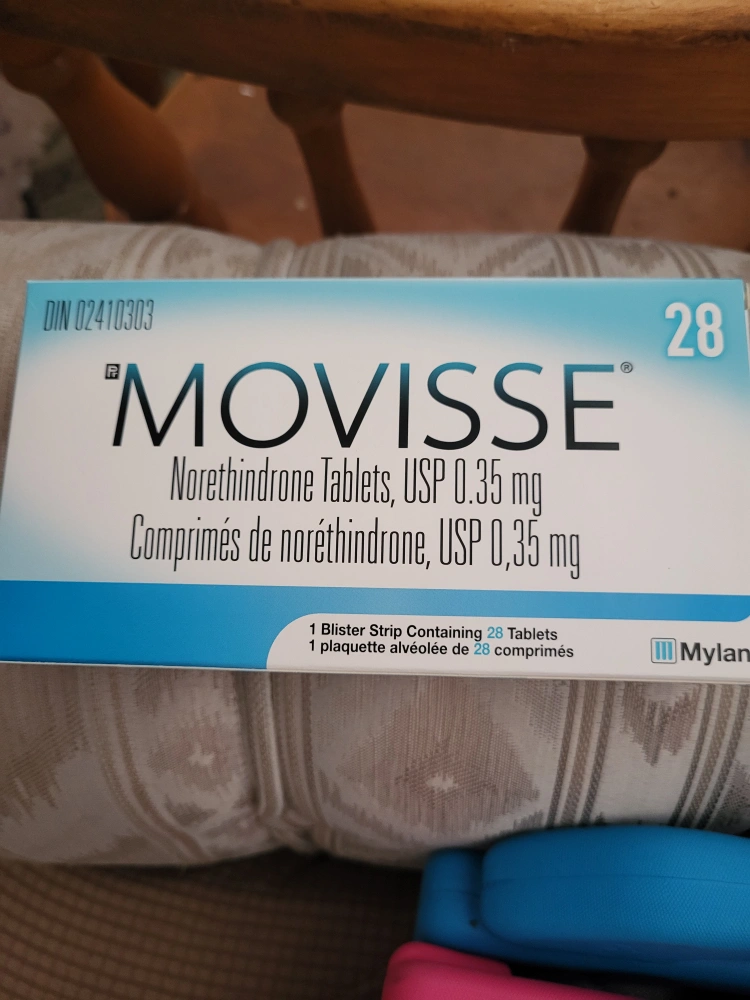 DIN 02410303
28
Pr MOVISSE®
Norethindrone Tablets, USP 0.35 mg
Comprimés de noréthindrone, USP 0,35 mg
1 Blister Strip Containing 28 Tablets
1 plaquette alvéolée de 28 comprimés
Mylan